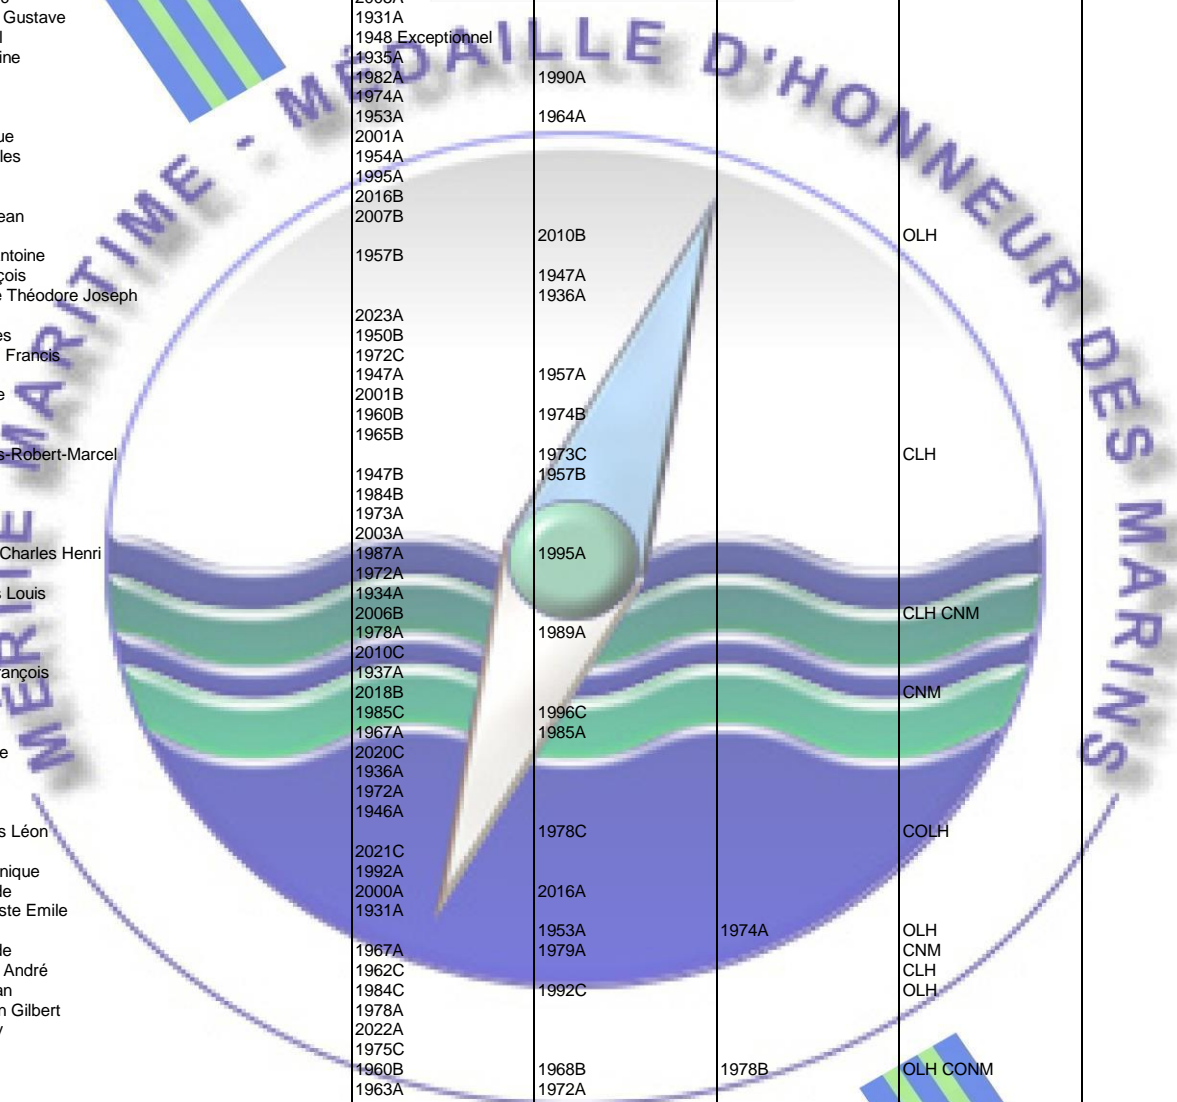 MÉRITE MARITIME - MÉDAILLE D'HONNEUR DES MARINS
Gustave 1931A
1948 Exceptionnel
ine 1935A
1982A 1990A
1974A
1953A 1964A
ue 2001A
les 1954A
1995A
2016B
ean 2007B
2010B OLH
ntoine 1957B
çois 1947A
e Théodore Joseph 1936A
2023A
es 1950B
Francis 1972C
1947A 1957A
e 2001B
1960B 1974B
1965B
s-Robert-Marcel 1973C CLH
1947B 1957B
1984B
1973A
2003A
Charles Henri 1987A 1995A
1972A
s Louis 1934A
2006B CLH CNM
1978A 1989A
2010C
rançois 1937A
2018B CNM
1985C 1996C
1967A 1985A
e 2020C
1936A
1972A
1946A
s Léon 1978C COLH
2021C
nique 1992A
de 2000A 2016A
ste Emile 1931A
1953A 1974A OLH
de 1967A 1979A CNM
André 1962C CLH
an 1984C 1992C OLH
n Gilbert 1978A
2022A
1975C
1960B 1968B 1978B OLH CONM
1963A 1972A